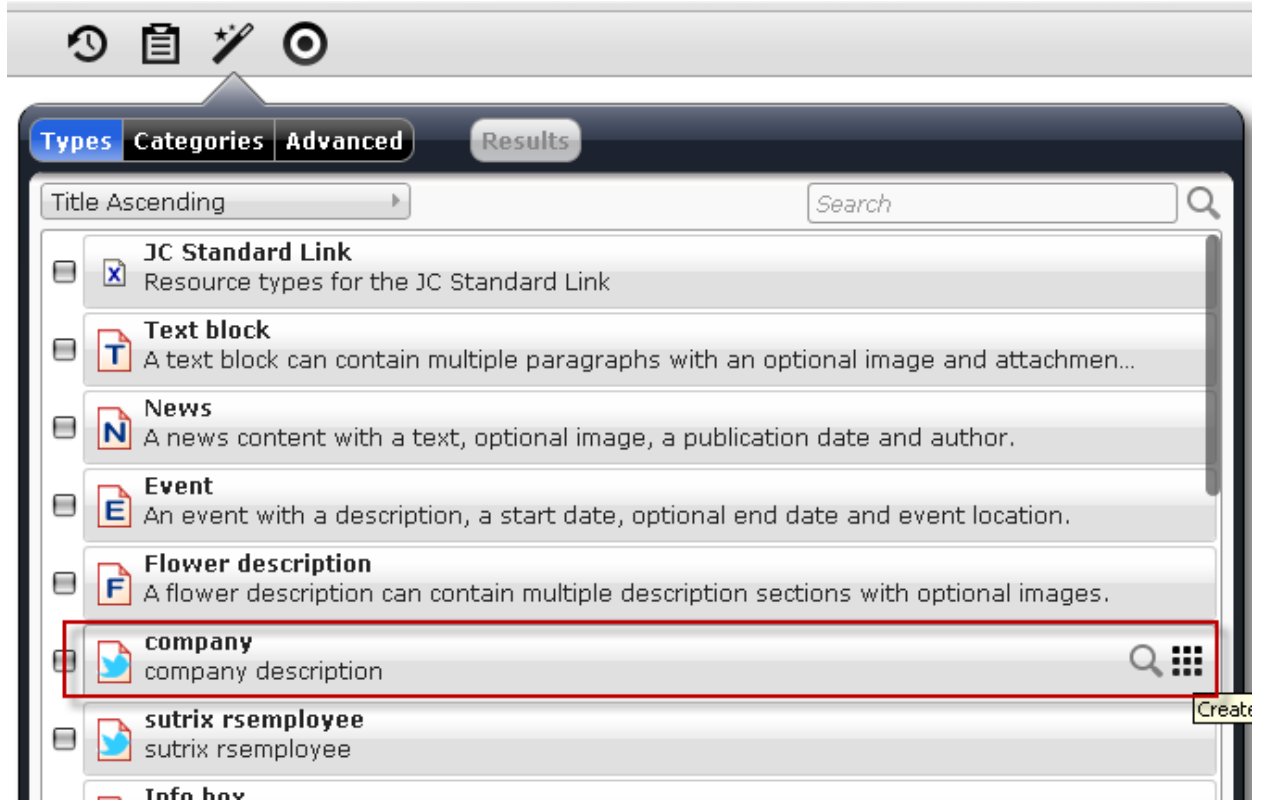 Types Categories Advanced Results
Title Ascending Search
JC Standard Link
X Resource types for the JC Standard Link
Text block
T A text block can contain multiple paragraphs with an optional image and attachmen...
News
N A news content with a text, optional image, a publication date and author.
Event
E An event with a description, a start date, optional end date and event location.
Flower description
F A flower description can contain multiple description sections with optional images.
company
company description
Create
sutrix rsemployee
sutrix rsemployee
Info box